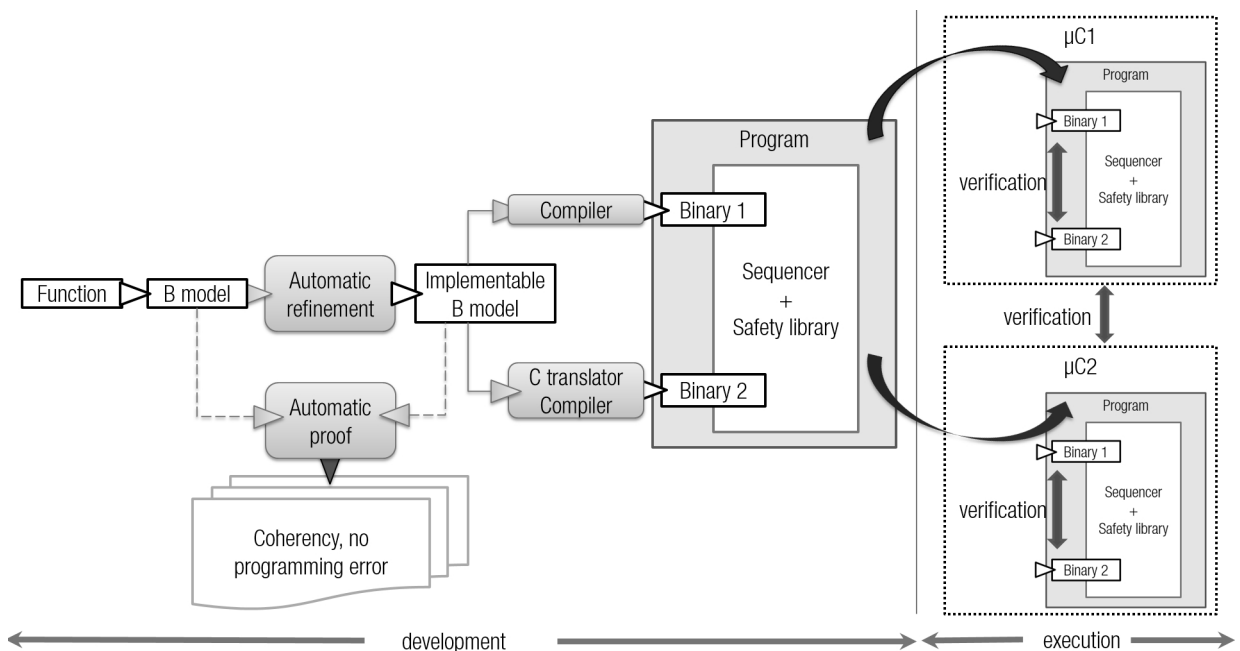 Function
B model
Automatic
refinement
Implementable
B model
Automatic
proof
Coherency, no
programming error
Compiler
C translator
Compiler
Program
Binary 1
Sequencer
+
Safety library
Binary 2
µC1
Program
Binary 1
verification
Sequencer
+
Safety library
Binary 2
verification
µC2
Program
Binary 1
verification
Sequencer
+
Safety library
Binary 2
development
execution